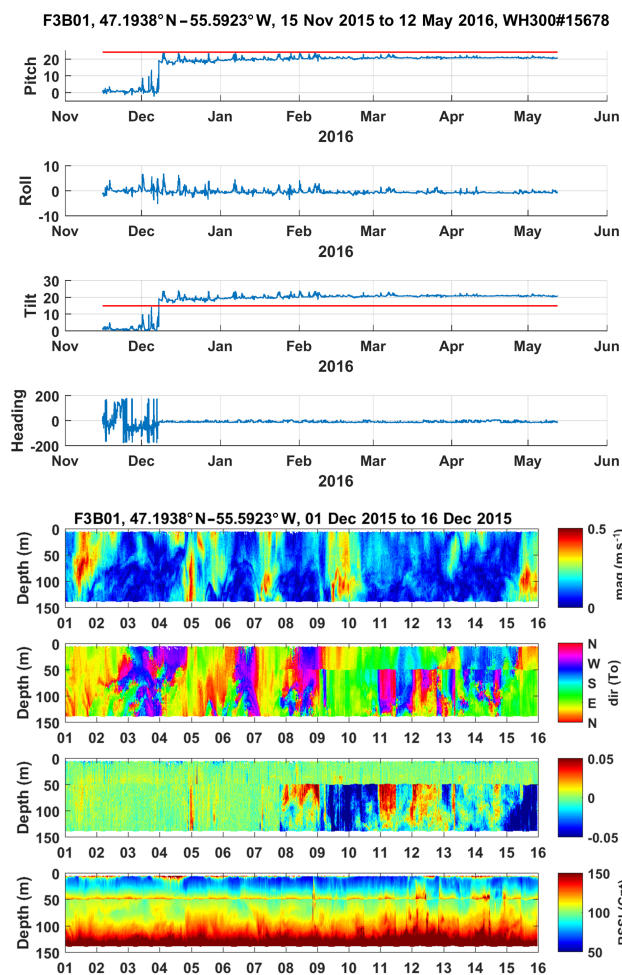 F3B01, 47.1938°N−55.5923°W, 15 Nov 2015 to 12 May 2016, WH300#15678
Pitch
20
10
0
Nov Dec Jan Feb Mar Apr May Jun
2016
Roll
10
0
-10
Nov Dec Jan Feb Mar Apr May Jun
2016
Tilt
30
20
10
0
Nov Dec Jan Feb Mar Apr May Jun
2016
Heading
200
0
-200
Nov Dec Jan Feb Mar Apr May Jun
2016
F3B01, 47.1938°N−55.5923°W, 01 Dec 2015 to 16 Dec 2015
Depth (m)
0
50
100
150
01 02 03 04 05 06 07 08 09 10 11 12 13 14 15 16
0.5
0
mag (m s-1)
Depth (m)
0
50
100
150
01 02 03 04 05 06 07 08 09 10 11 12 13 14 15 16
N
W
S
E
N
dir (To)
Depth (m)
0
50
100
150
01 02 03 04 05 06 07 08 09 10 11 12 13 14 15 16
0.05
0
-0.05
Depth (m)
0
50
100
150
01 02 03 04 05 06 07 08 09 10 11 12 13 14 15 16
150
100
50